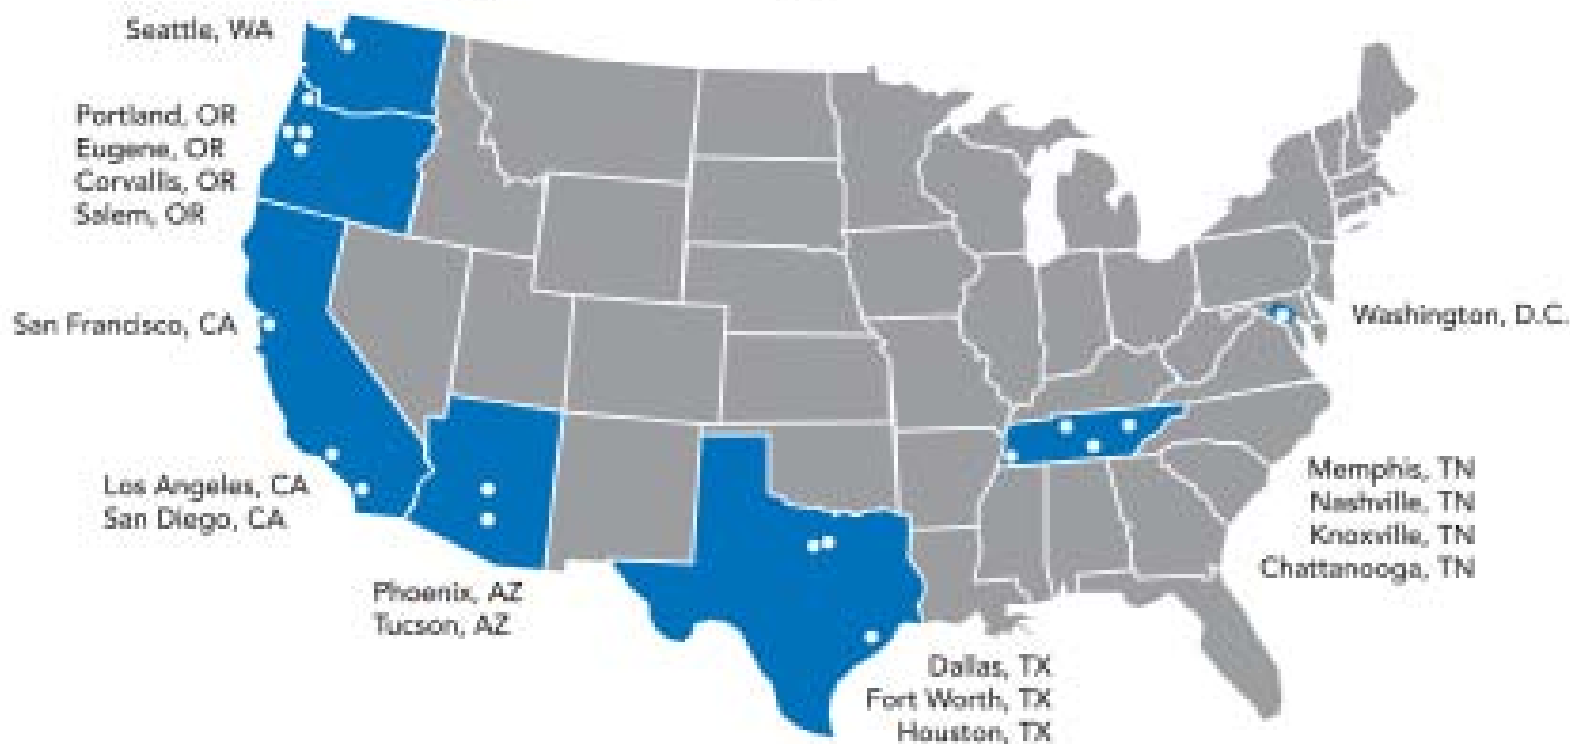 Seattle, WA
Portland, OR
Eugene, OR
Corvallis, OR
Salem, OR
San Francisco, CA
Los Angeles, CA
San Diego, CA
Phoenix, AZ
Tucson, AZ
Dallas, TX
Fort Worth, TX
Houston, TX
Memphis, TN
Nashville, TN
Knoxville, TN
Chattanooga, TN
Washington, D.C.